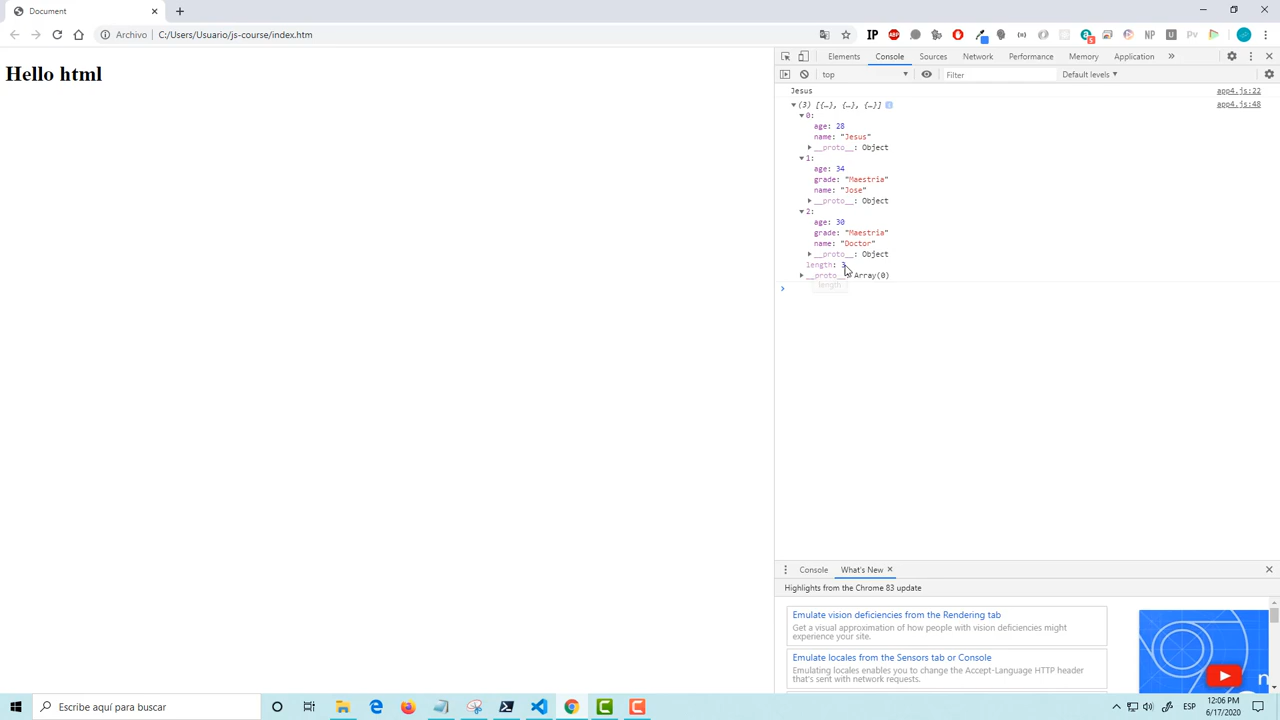 Document
Archivo | C:/Users/Usuario/js-course/index.htm
IP ABP NP U Pv
Hello html
Elements Console Sources Network Performance Memory Application »
top Filter Default levels
Jesus app4.js:22
(3) [{…}, {…}, {…}] i app4.js:48
0:
age: 28
name: "Jesus"
__proto__: Object
1:
age: 34
grade: "Maestria"
name: "Jose"
__proto__: Object
2:
age: 30
grade: "Maestria"
name: "Doctor"
__proto__: Object
length: 3
__proto__: Array(0)
length
Console What's New
Highlights from the Chrome 83 update
Emulate vision deficiencies from the Rendering tab
Get a visual approximation of how people with vision deficiencies might
experience your site.
Emulate locales from the Sensors tab or Console
Emulating locales enables you to change the Accept-Language HTTP header
that's sent with network requests.
Escribe aquí para buscar
ESP
12:06 PM
6/17/2020